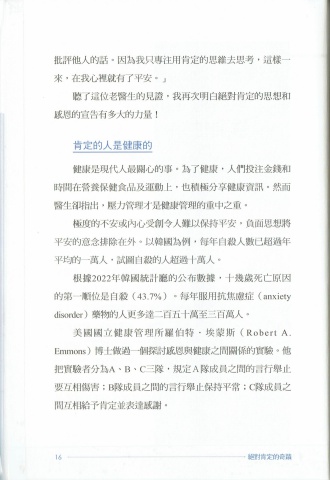 批評他人的話。因為我只專注用肯定的思維去思考，這樣一
來，在我心裡就有了平安。」
聽了這位老醫生的見證，我再次明白絕對肯定的思想和
感恩的宣告有多大的力量！
肯定的人是健康的
健康是現代人最關心的事。為了健康，人們投注金錢和
時間在營養保健食品及運動上，也積極分享健康資訊。然而
醫生卻指出，壓力管理才是健康管理的重中之重。
極度的不安或內心受創令人難以保持平安。負面思想將
平安的意念排除在外。以韓國為例，每年自殺人數已超過年
平均的一萬人，試圖自殺的人超過十萬人。
根據2022年韓國統計廳的公布數據，十幾歲死亡原因
的第一順位是自殺（43.7%）。每年服用抗焦慮症（anxiety
disorder）藥物的人更多達二百五十萬至三百萬人。
美國國立健康管理所羅伯特．埃蒙斯（Robert A.
Emmons）博士做過一個探討感恩與健康之間關係的實驗。他
把實驗者分為A、B、C三隊，規定A隊成員之間的言行舉止
要互相傷害；B隊成員之間的言行舉止保持平常；C隊成員之
間互相給予肯定並表達感謝。
16
絕對肯定的奇蹟